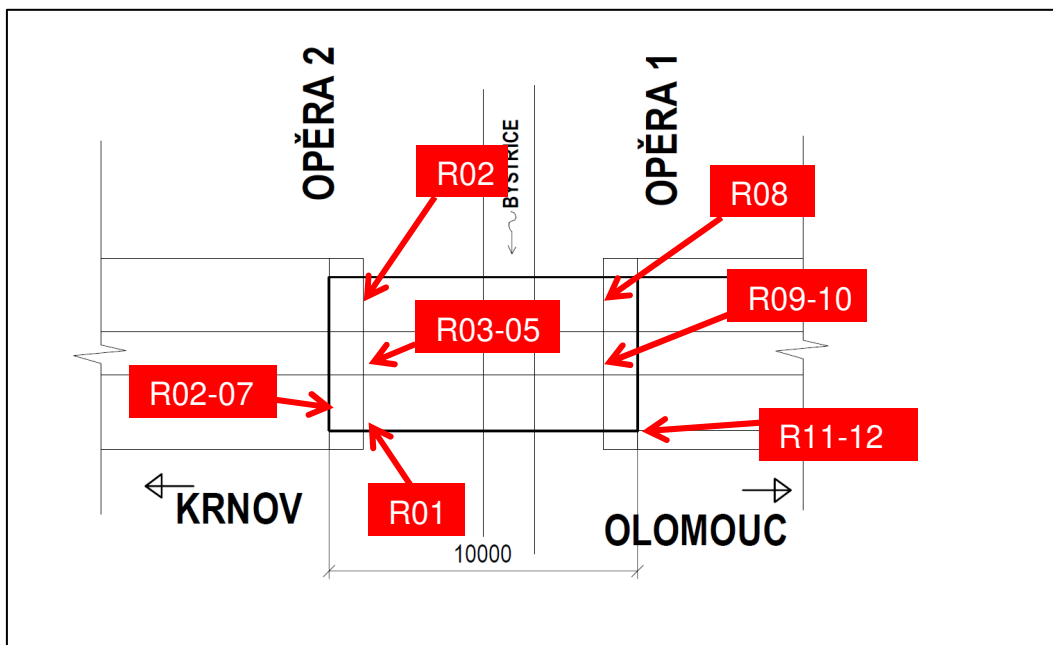 OPĚRA 2
OPĚRA 1
BYSTŘICE
R02
R08
R09-10
R03-05
R02-07
R11-12
R01
KRNOV
OLOMOUC
10000